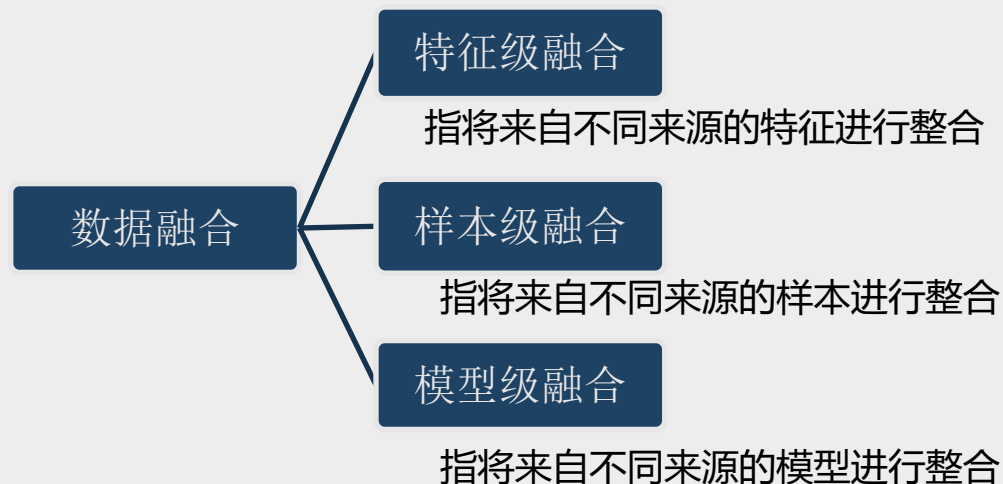 特征级融合
指将来自不同来源的特征进行整合
数据融合
样本级融合
指将来自不同来源的样本进行整合
模型级融合
指将来自不同来源的模型进行整合